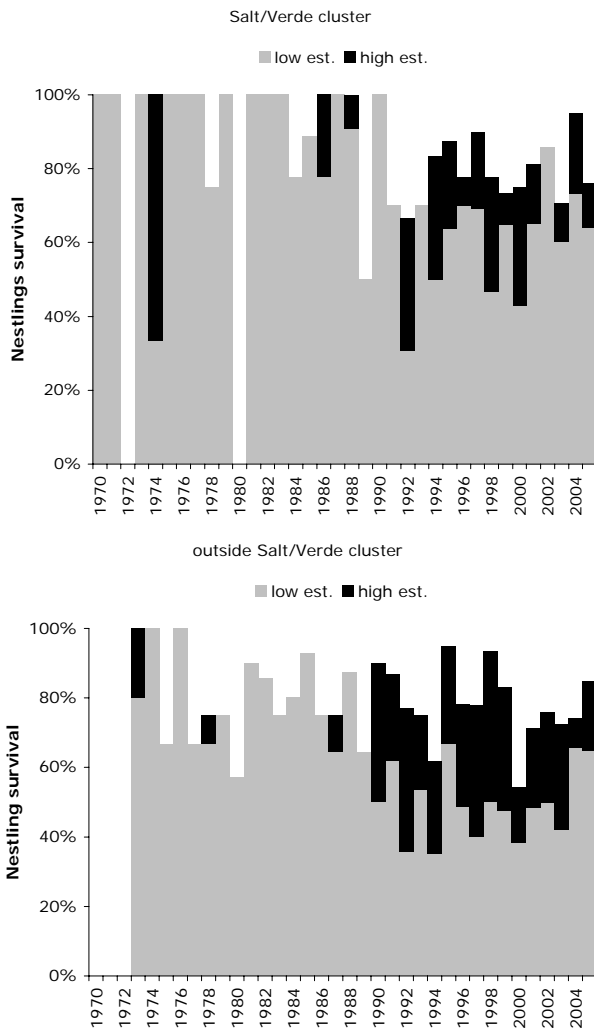 Salt/Verde cluster
low est. high est.
Nestlings survival
100%
80%
60%
40%
20%
0%
1970 1972 1974 1976 1978 1980 1982 1984 1986 1988 1990 1992 1994 1996 1998 2000 2002 2004
outside Salt/Verde cluster
low est. high est.
Nestling survival
100%
80%
60%
40%
20%
0%
1970 1972 1974 1976 1978 1980 1982 1984 1986 1988 1990 1992 1994 1996 1998 2000 2002 2004